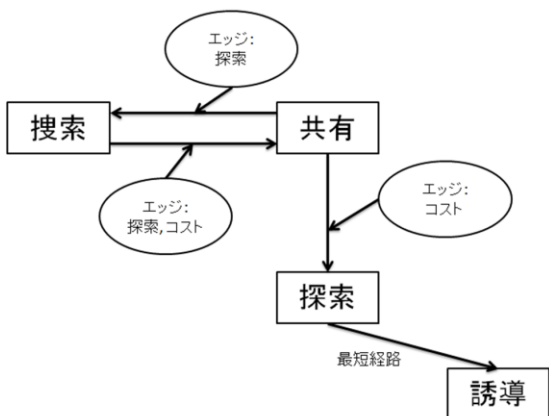 エッジ:
探索
捜索
共有
エッジ:
探索,コスト
エッジ:
コスト
探索
最短経路
誘導